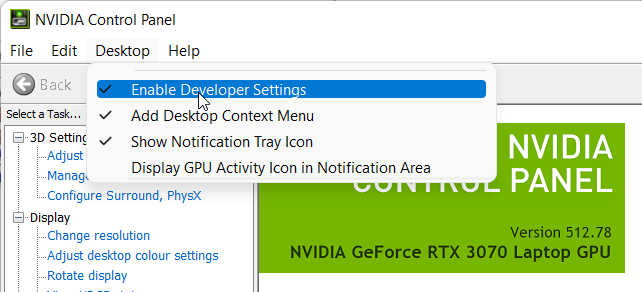 NVIDIA Control Panel
File Edit Desktop Help
Back
Enable Developer Settings
Add Desktop Context Menu
Show Notification Tray Icon
Display GPU Activity Icon in Notification Area
Select a Task...
3D Setting
Adjust
Manag
Configure Surround, PhysX
Display
Change resolution
Adjust desktop colour settings
Rotate display
NVIDIA
CONTROL PANEL
Version 512.78
NVIDIA GeForce RTX 3070 Laptop GPU